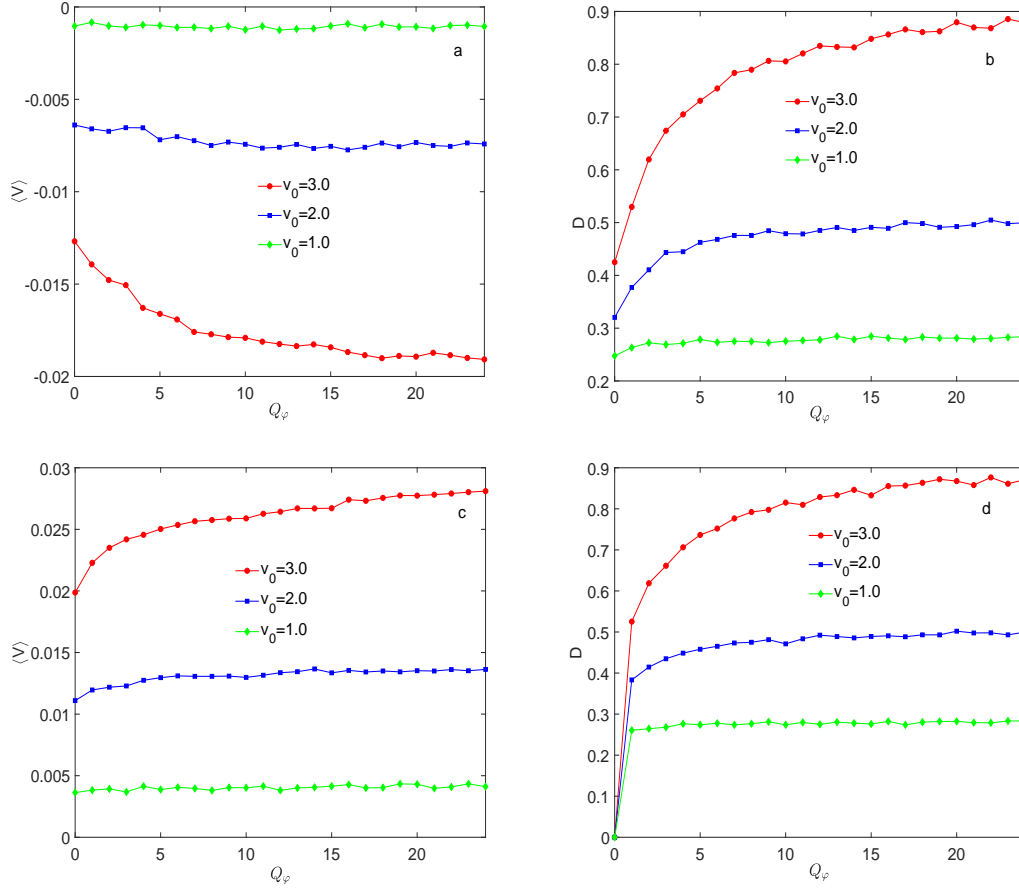 0
-0.005
-0.01
-0.015
-0.02
⟨V⟩
a
v_0=3.0
v_0=2.0
v_0=1.0
0 5 10 15 20
Q_φ
0.9
0.8
0.7
0.6
0.5
0.4
0.3
0.2
D
b
v_0=3.0
v_0=2.0
v_0=1.0
0 5 10 15 20
Q_φ
0.03
0.025
0.02
0.015
0.01
0.005
0
⟨V⟩
c
v_0=3.0
v_0=2.0
v_0=1.0
0 5 10 15 20
Q_φ
0.9
0.8
0.7
0.6
0.5
0.4
0.3
0.2
0.1
0
D
d
v_0=3.0
v_0=2.0
v_0=1.0
0 5 10 15 20
Q_φ